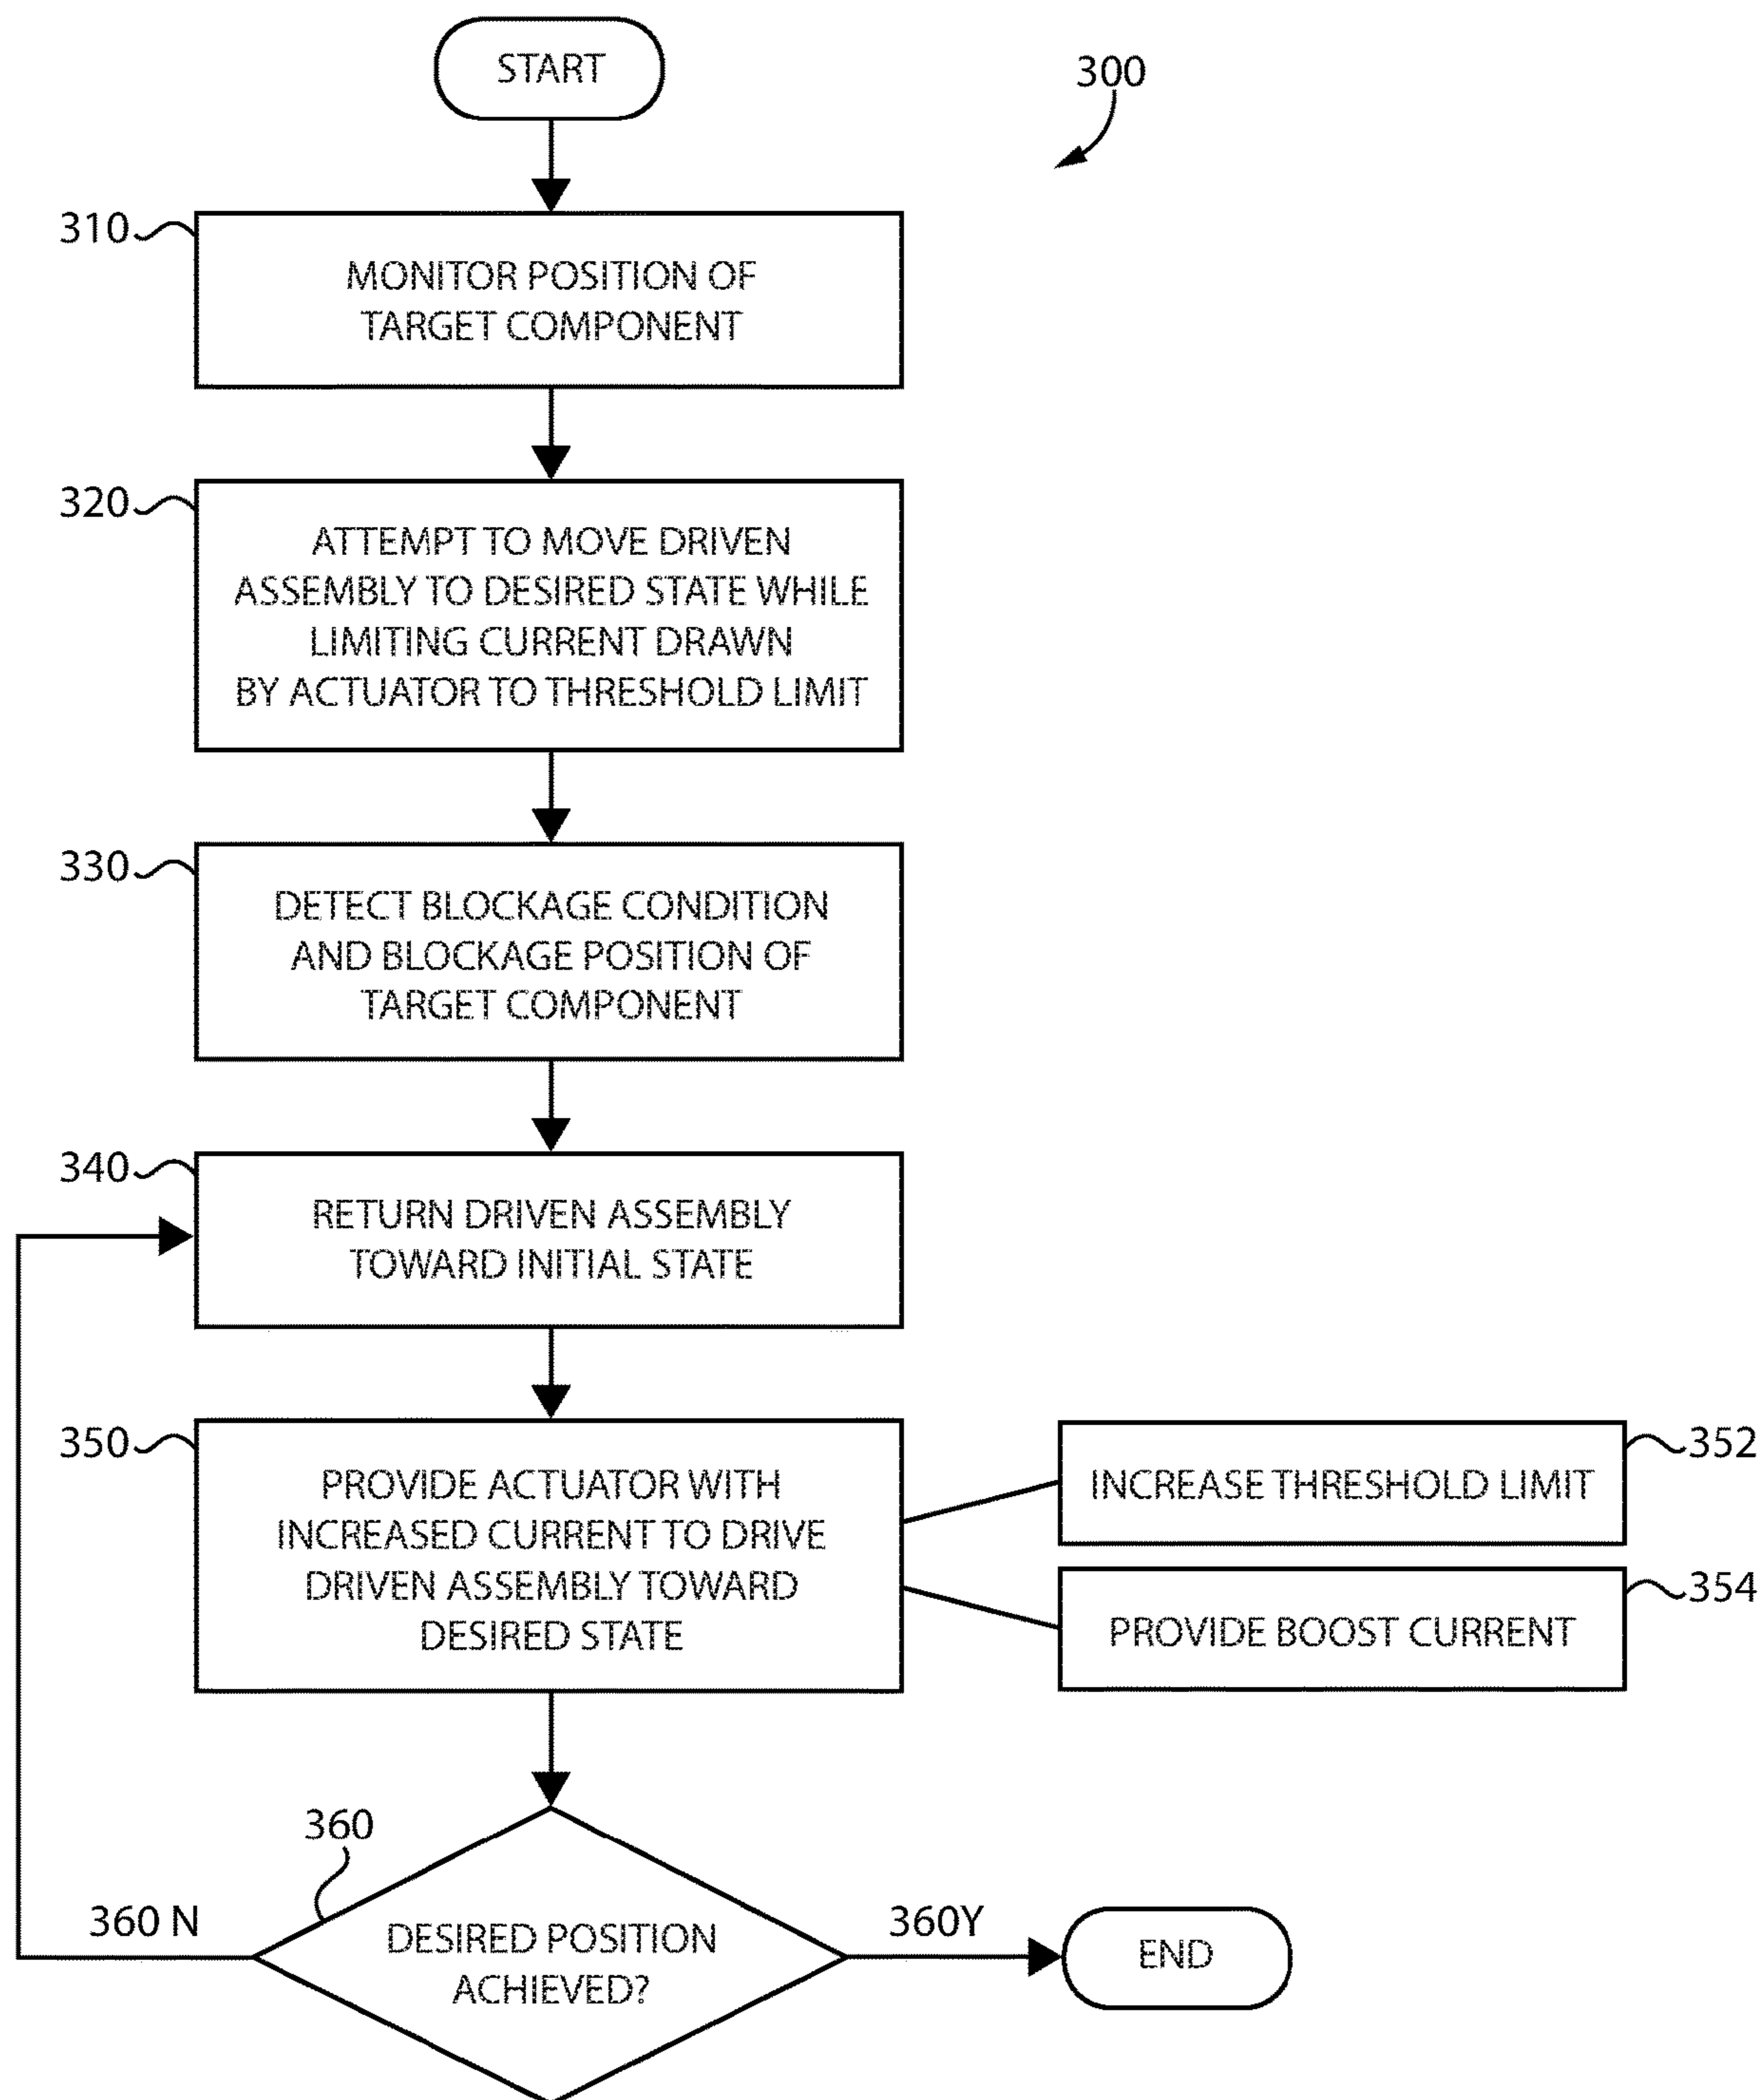 START
300
310
MONITOR POSITION OF
TARGET COMPONENT
320
ATTEMPT TO MOVE DRIVEN
ASSEMBLY TO DESIRED STATE WHILE
LIMITING CURRENT DRAWN
BY ACTUATOR TO THRESHOLD LIMIT
330
DETECT BLOCKAGE CONDITION
AND BLOCKAGE POSITION OF
TARGET COMPONENT
340
RETURN DRIVEN ASSEMBLY
TOWARD INITIAL STATE
350
PROVIDE ACTUATOR WITH
INCREASED CURRENT TO DRIVE
DRIVEN ASSEMBLY TOWARD
DESIRED STATE
352
INCREASE THRESHOLD LIMIT
354
PROVIDE BOOST CURRENT
360
DESIRED POSITION
ACHIEVED?
360 N
360Y
END